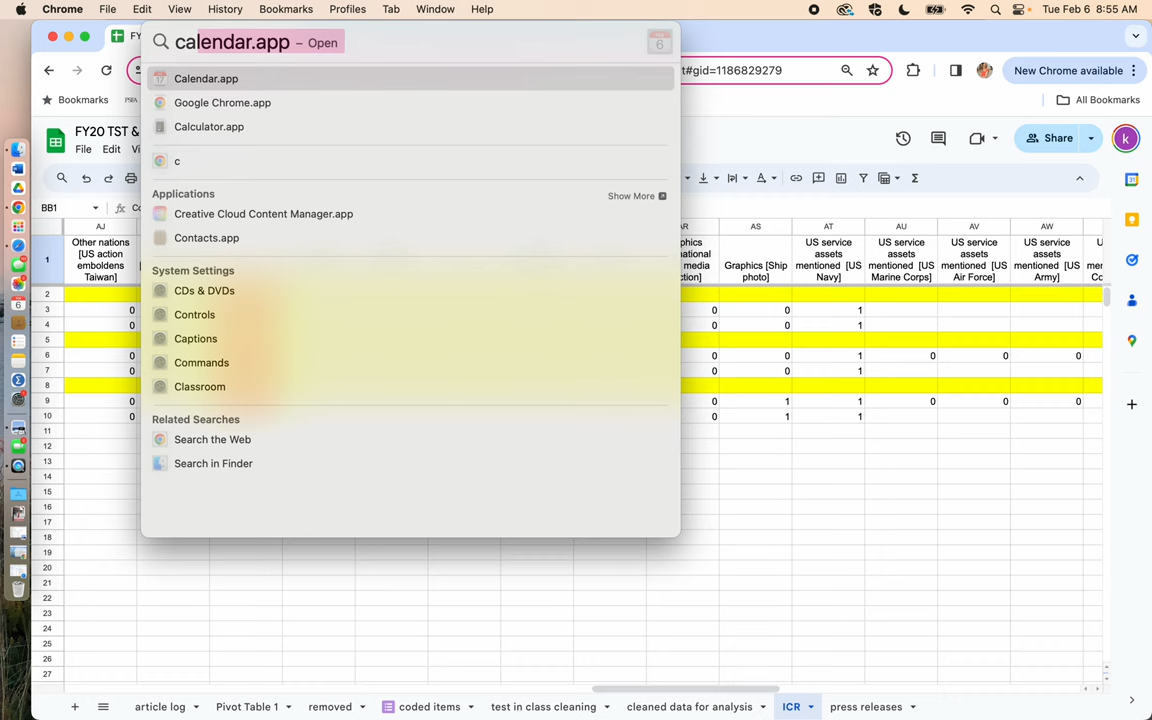 Chrome File Edit View History Bookmarks Profiles Tab Window Help Tue Feb 6 8:55 AM
calendar.app – Open
6
t#gid=1186829279 New Chrome available
Bookmarks All Bookmarks
FY20 TST &
File Edit
Share k
BB1 fx
Calendar.app
Google Chrome.app
Calculator.app
c
Applications Show More
Creative Cloud Content Manager.app
Contacts.app
System Settings
CDs & DVDs
Controls
Captions
Commands
Classroom
Related Searches
Search the Web
Search in Finder
AJ AS AT AU AV AW
1
Other nations [US action emboldens Taiwan]
Graphics [Ship photo]
US service assets mentioned [US Navy]
US service assets mentioned [US Marine Corps]
US service assets mentioned [US Air Force]
US service assets mentioned [US Army]
2
3 0 0 0 1
4 0 0 0 1
5
6 0 0 0 1 0 0 0
7 0 0 0 1
8
9 0 0 1 1 0 0 0
10 0 0 1 1
11
12
13
14
15
16
17
18
19
20
21
22
23
24
25
26
27
article log Pivot Table 1 removed coded items test in class cleaning cleaned data for analysis ICR press releases